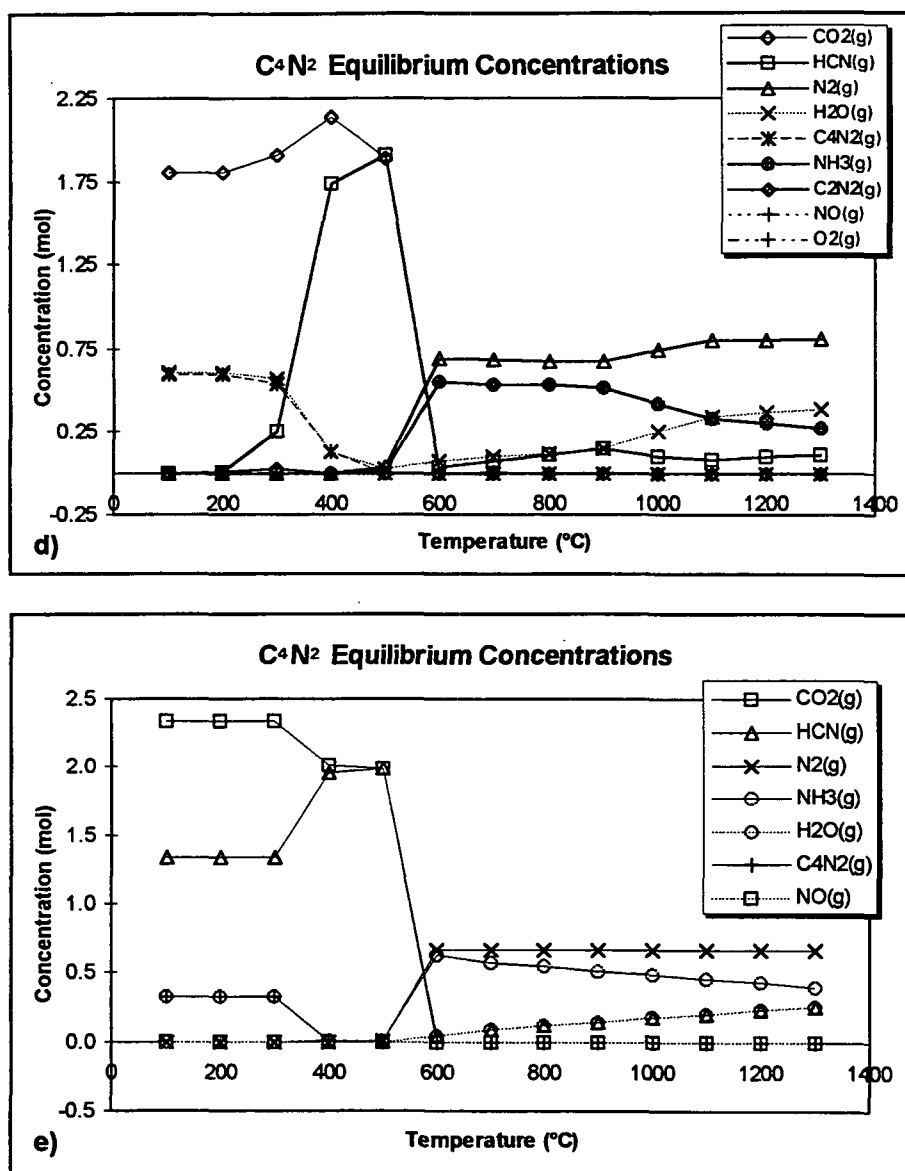 C4N2 Equilibrium Concentrations
CO2(g)
HCN(g)
N2(g)
H2O(g)
C4N2(g)
NH3(g)
C2N2(g)
NO(g)
O2(g)
Concentration (mol)
2.25
1.75
1.25
0.75
0.25
-0.25
0 200 400 600 800 1000 1200 1400
Temperature (°C)
d)
C4N2 Equilibrium Concentrations
CO2(g)
HCN(g)
N2(g)
NH3(g)
H2O(g)
C4N2(g)
NO(g)
Concentration (mol)
2.5
2.0
1.5
1.0
0.5
0.0
-0.5
0 200 400 600 800 1000 1200 1400
Temperature (°C)
e)